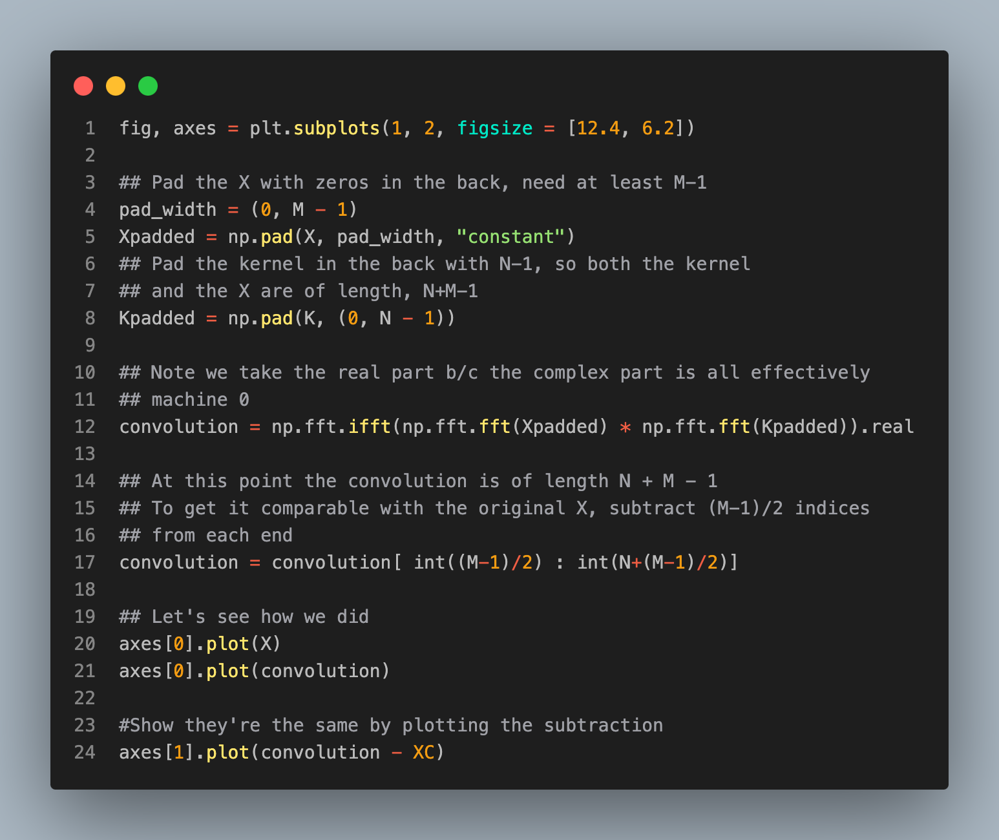 1 fig, axes = plt.subplots(1, 2, figsize = [12.4, 6.2])
2
3 ## Pad the X with zeros in the back, need at least M-1
4 pad_width = (0, M - 1)
5 Xpadded = np.pad(X, pad_width, "constant")
6 ## Pad the kernel in the back with N-1, so both the kernel
7 ## and the X are of length, N+M-1
8 Kpadded = np.pad(K, (0, N - 1))
9
10 ## Note we take the real part b/c the complex part is all effectively
11 ## machine 0
12 convolution = np.fft.ifft(np.fft.fft(Xpadded) * np.fft.fft(Kpadded)).real
13
14 ## At this point the convolution is of length N + M - 1
15 ## To get it comparable with the original X, subtract (M-1)/2 indices
16 ## from each end
17 convolution = convolution[ int((M-1)/2) : int(N+(M-1)/2)]
18
19 ## Let's see how we did
20 axes[0].plot(X)
21 axes[0].plot(convolution)
22
23 #Show they're the same by plotting the subtraction
24 axes[1].plot(convolution - XC)